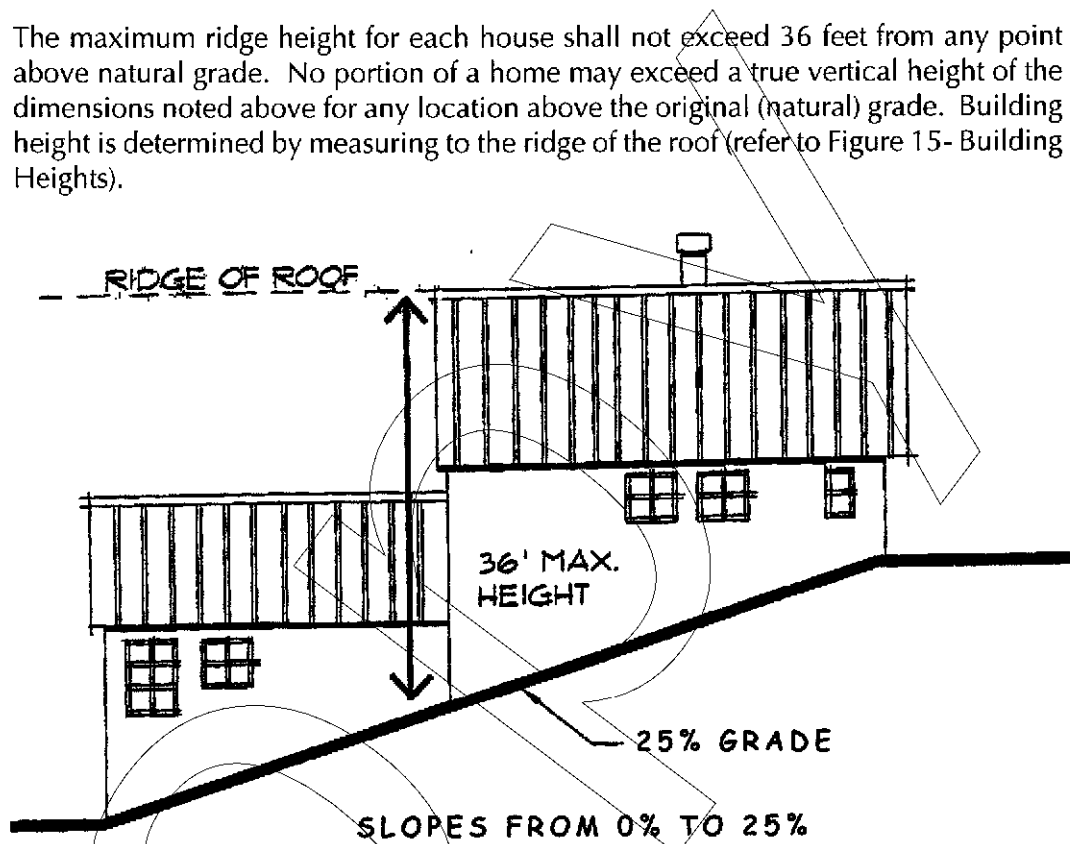 The maximum ridge height for each house shall not exceed 36 feet from any point
above natural grade. No portion of a home may exceed a true vertical height of the
dimensions noted above for any location above the original (natural) grade. Building
height is determined by measuring to the ridge of the roof (refer to Figure 15- Building
Heights).
RIDGE OF ROOF
36' MAX.
HEIGHT
25% GRADE
SLOPES FROM 0% TO 25%